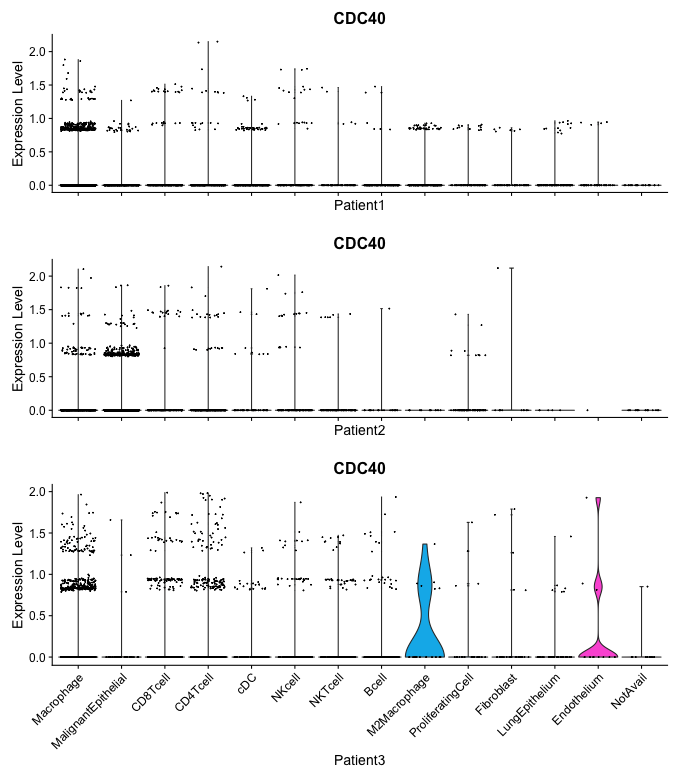 CDC40
Expression Level
2.0
1.5
1.0
0.5
0.0
Patient1
CDC40
Expression Level
2.0
1.5
1.0
0.5
0.0
Patient2
CDC40
Expression Level
2.0
1.5
1.0
0.5
0.0
Macrophage
MalignantEpithelial
CD8Tcell
CD4Tcell
cDC
NKcell
NKTcell
Bcell
M2Macrophage
ProliferatingCell
Fibroblast
LungEpithelium
Endothelium
NotAvail
Patient3